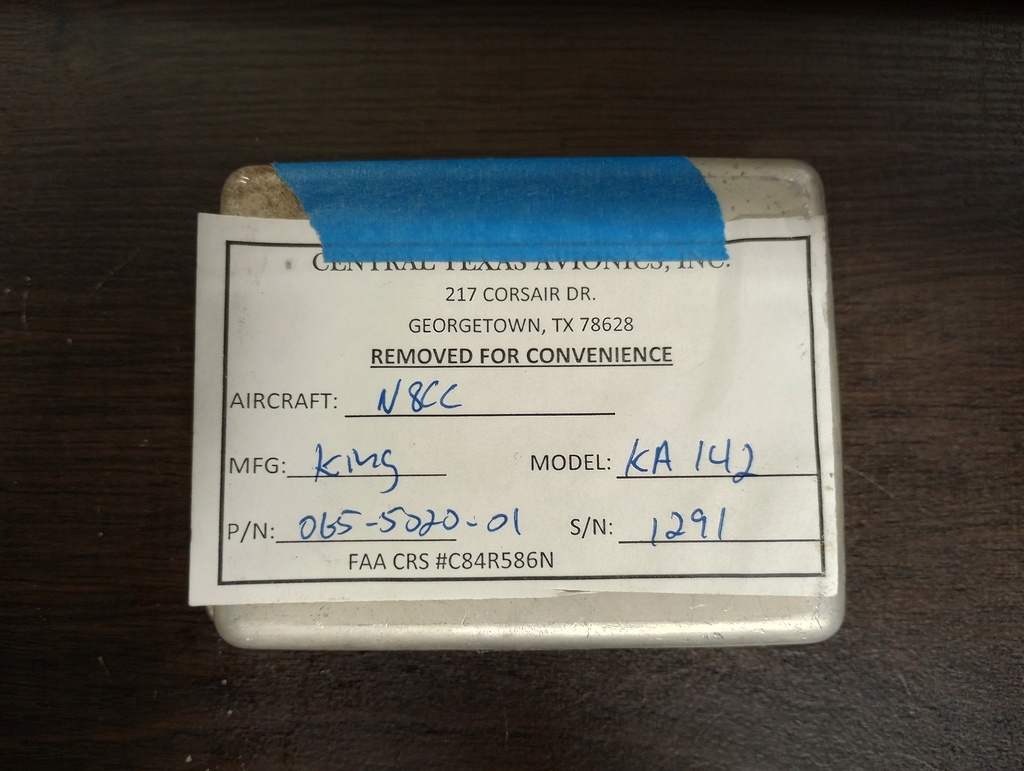 CENTRAL TEXAS AVIONICS, INC.
217 CORSAIR DR.
GEORGETOWN, TX 78628
REMOVED FOR CONVENIENCE
AIRCRAFT: N8CC
MFG: King MODEL: KA 142
P/N: 065-5020-01 S/N: 1291
FAA CRS #C84R586N